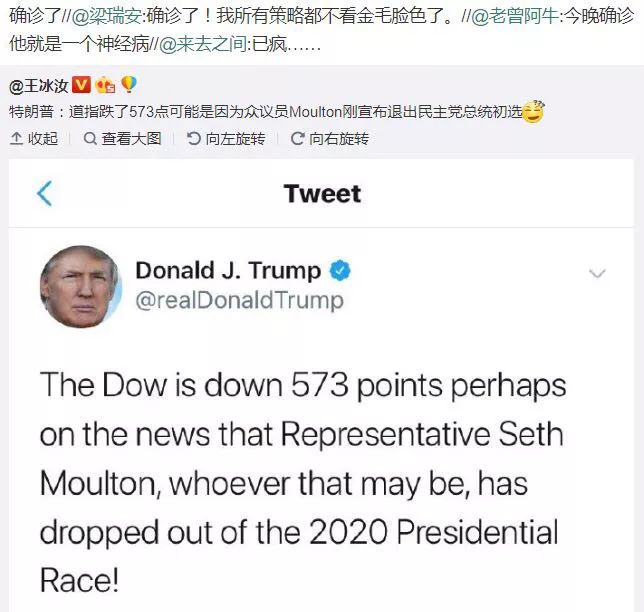 确诊了//@梁瑞安:确诊了！我所有策略都不看金毛脸色了。//@老曾阿牛:今晚确诊
他就是一个神经病//@来去之间:已疯……
@王冰汝
特朗普：道指跌了573点可能是因为众议员Moulton刚宣布退出民主党总统初选
收起 查看大图 向左旋转 向右旋转
Tweet
Donald J. Trump
@realDonaldTrump
The Dow is down 573 points perhaps
on the news that Representative Seth
Moulton, whoever that may be, has
dropped out of the 2020 Presidential
Race!